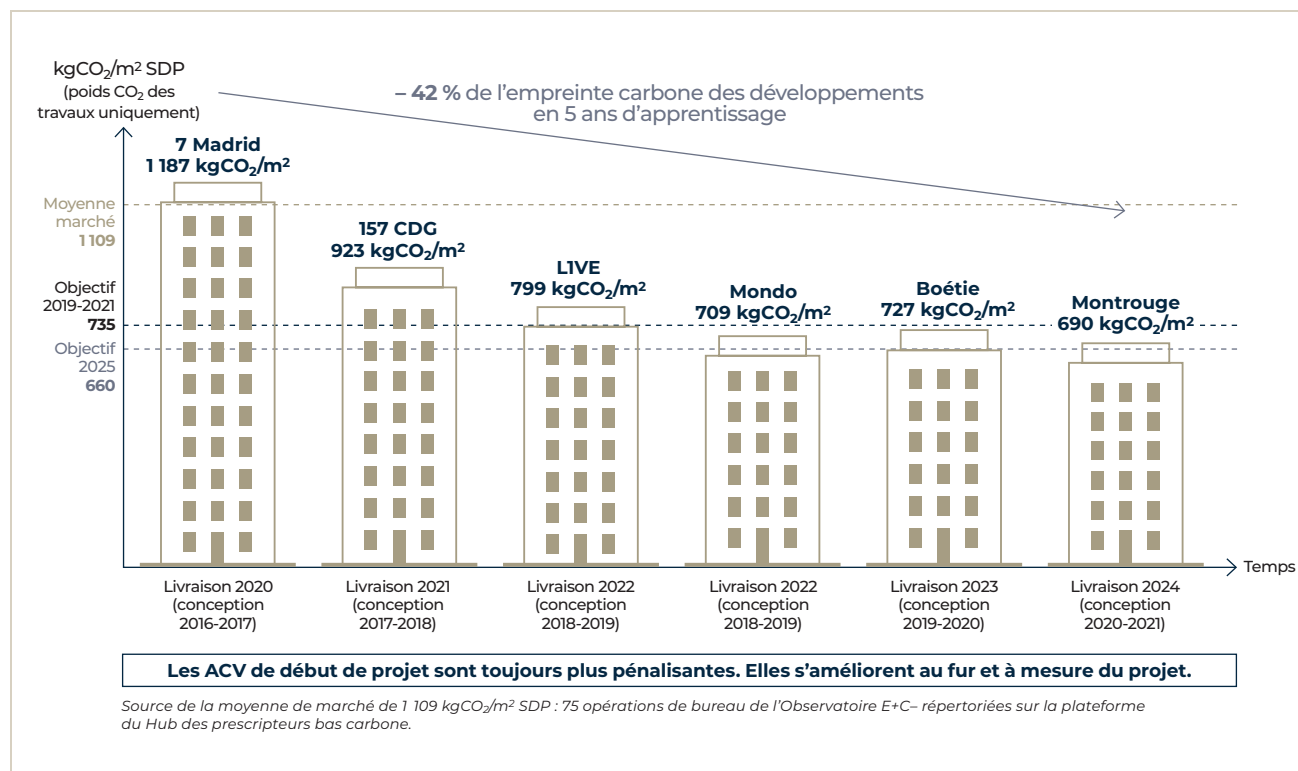 kgCO₂/m² SDP
(poids CO₂ des
travaux uniquement)
– 42 % de l’empreinte carbone des développements
en 5 ans d’apprentissage
7 Madrid
1 187 kgCO₂/m²
Moyenne
marché
1 109
157 CDG
923 kgCO₂/m²
L1VE
799 kgCO₂/m²
Objectif
2019-2021
735
Mondo
709 kgCO₂/m²
Boétie
727 kgCO₂/m²
Montrouge
690 kgCO₂/m²
Objectif
2025
660
Temps
Livraison 2020
(conception
2016-2017)
Livraison 2021
(conception
2017-2018)
Livraison 2022
(conception
2018-2019)
Livraison 2022
(conception
2018-2019)
Livraison 2023
(conception
2019-2020)
Livraison 2024
(conception
2020-2021)
Les ACV de début de projet sont toujours plus pénalisantes. Elles s’améliorent au fur et à mesure du projet.
Source de la moyenne de marché de 1 109 kgCO₂/m² SDP : 75 opérations de bureau de l’Observatoire E+C– répertoriées sur la plateforme
du Hub des prescripteurs bas carbone.